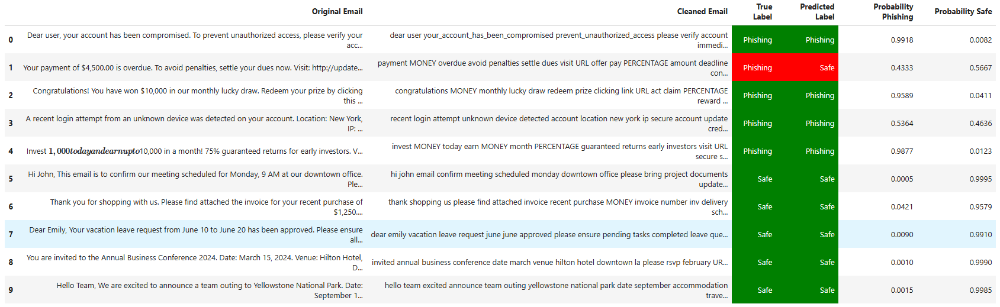 Original Email Cleaned Email True Label Predicted Label Probability Phishing Probability Safe
0 Dear user, your account has been compromised. To prevent unauthorized access, please verify your acc... dear user your_account_has_been_compromised prevent_unauthorized_access please verify account immedi... Phishing Phishing 0.9918 0.0082
1 Your payment of $4,500.00 is overdue. To avoid penalties, settle your dues now. Visit: http://update... payment MONEY overdue avoid penalties settle dues visit URL offer pay PERCENTAGE amount deadline con... Phishing Safe 0.4333 0.5667
2 Congratulations! You have won $10,000 in our monthly lucky draw. Redeem your prize by clicking this ... congratulations MONEY monthly lucky draw redeem prize clicking link URL act claim PERCENTAGE reward ... Phishing Phishing 0.9589 0.0411
3 A recent login attempt from an unknown device was detected on your account. Location: New York, IP: ... recent login attempt unknown device detected account location new york ip secure account update cred... Phishing Phishing 0.5364 0.4636
4 Invest 1,000todayandearnupto10,000 in a month! 75% guaranteed returns for early investors. V... invest MONEY today earn MONEY month PERCENTAGE guaranteed returns early investors visit URL secure s... Phishing Phishing 0.9877 0.0123
5 Hi John, This email is to confirm our meeting scheduled for Monday, 9 AM at our downtown office. Ple... hi john email confirm meeting scheduled monday downtown office please bring project documents update... Safe Safe 0.0005 0.9995
6 Thank you for shopping with us. Please find attached the invoice for your recent purchase of $1,250.... thank shopping us please find attached invoice recent purchase MONEY invoice number inv delivery sch... Safe Safe 0.0421 0.9579
7 Dear Emily, Your vacation leave request from June 10 to June 20 has been approved. Please ensure all... dear emily vacation leave request june june approved please ensure pending tasks completed leave que... Safe Safe 0.0090 0.9910
8 You are invited to the Annual Business Conference 2024. Date: March 15, 2024. Venue: Hilton Hotel, D... invited annual business conference date march venue hilton hotel downtown la please rsvp february UR... Safe Safe 0.0010 0.9990
9 Hello Team, We are excited to announce a team outing to Yellowstone National Park. Date: September 1... hello team excited announce team outing yellowstone national park date september accommodation trave... Safe Safe 0.0015 0.9985